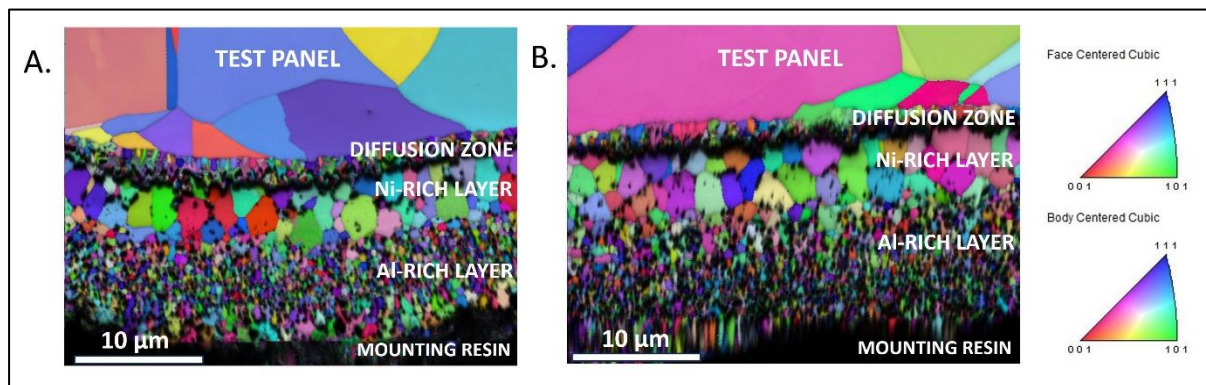 A.
TEST PANEL
DIFFUSION ZONE
Ni-RICH LAYER
Al-RICH LAYER
10 µm
MOUNTING RESIN
B.
TEST PANEL
DIFFUSION ZONE
Ni-RICH LAYER
Al-RICH LAYER
10 µm
MOUNTING RESIN
Face Centered Cubic
1 1 1
0 0 1
1 0 1
Body Centered Cubic
1 1 1
0 0 1
1 0 1